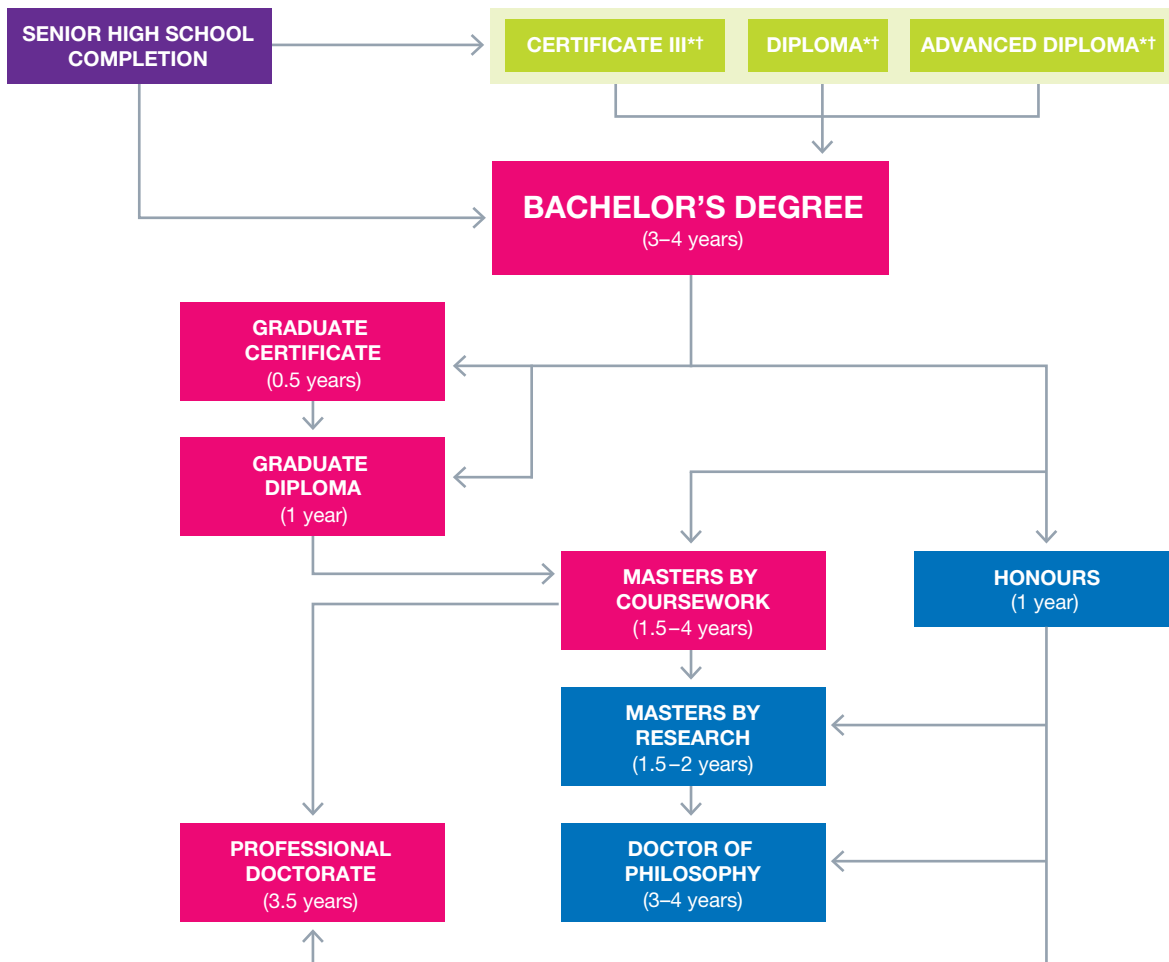 SENIOR HIGH SCHOOL
COMPLETION
CERTIFICATE III*†
DIPLOMA*†
ADVANCED DIPLOMA*†
BACHELOR'S DEGREE
(3–4 years)
GRADUATE
CERTIFICATE
(0.5 years)
GRADUATE
DIPLOMA
(1 year)
MASTERS BY
COURSEWORK
(1.5–4 years)
HONOURS
(1 year)
MASTERS BY
RESEARCH
(1.5–2 years)
PROFESSIONAL
DOCTORATE
(3.5 years)
DOCTOR OF
PHILOSOPHY
(3–4 years)